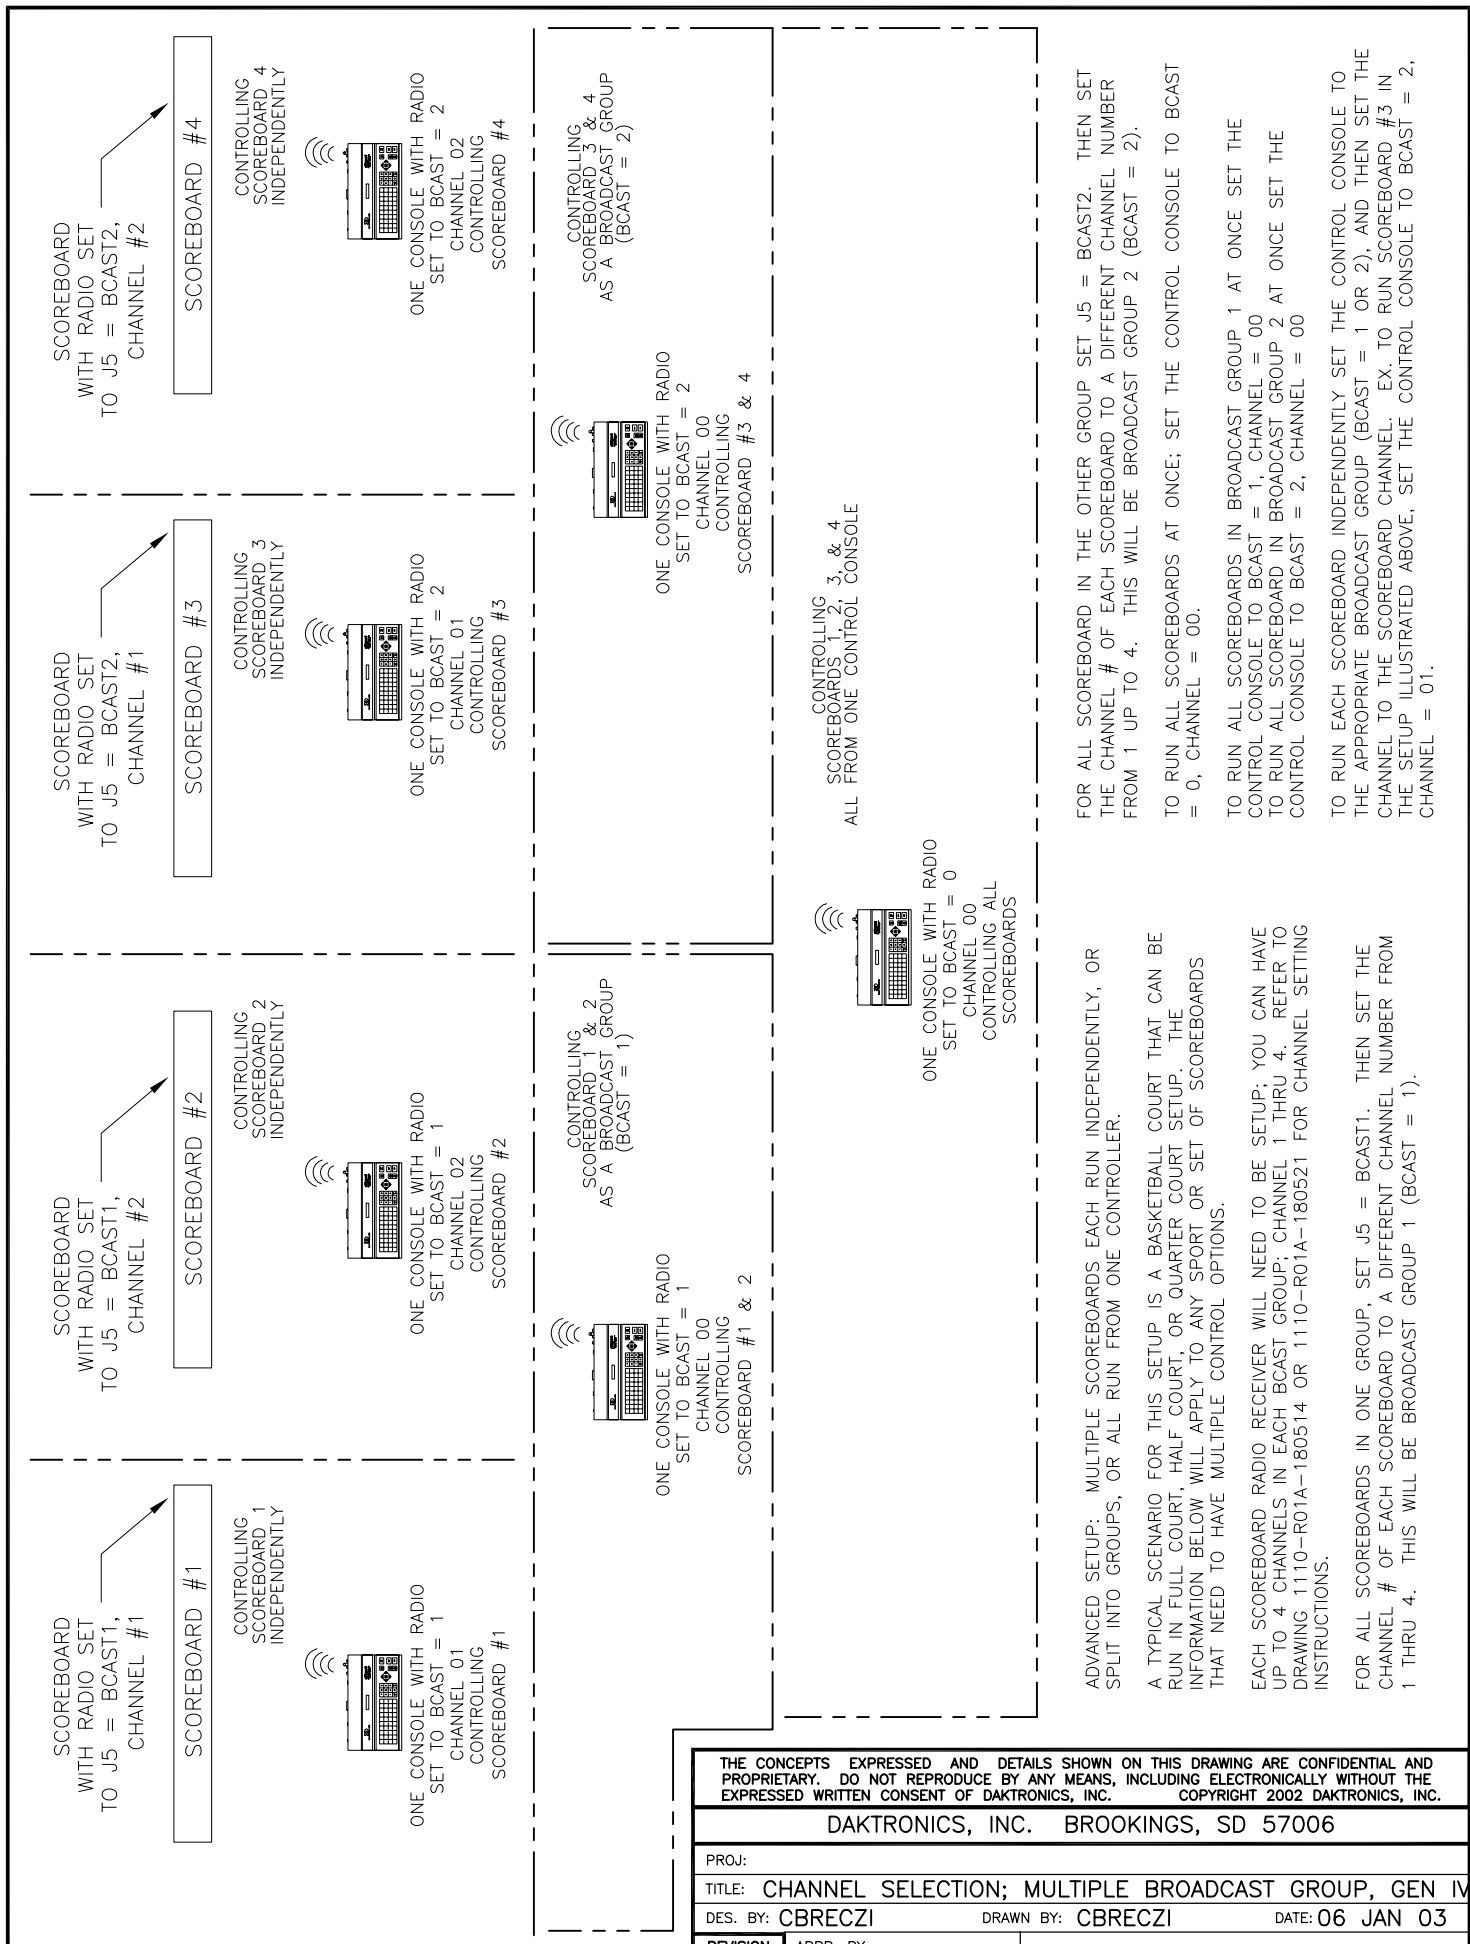 SCOREBOARD
WITH RADIO SET
TO J5 = BCAST1,
CHANNEL #1
SCOREBOARD #1
CONTROLLING
SCOREBOARD 1
INDEPENDENTLY
ONE CONSOLE WITH RADIO
SET TO BCAST = 1
CHANNEL 01
CONTROLLING
SCOREBOARD #1
SCOREBOARD
WITH RADIO SET
TO J5 = BCAST1,
CHANNEL #2
SCOREBOARD #2
CONTROLLING
SCOREBOARD 2
INDEPENDENTLY
ONE CONSOLE WITH RADIO
SET TO BCAST = 1
CHANNEL 02
CONTROLLING
SCOREBOARD #2
SCOREBOARD
WITH RADIO SET
TO J5 = BCAST2,
CHANNEL #1
SCOREBOARD #3
CONTROLLING
SCOREBOARD 3
INDEPENDENTLY
ONE CONSOLE WITH RADIO
SET TO BCAST = 2
CHANNEL 01
CONTROLLING
SCOREBOARD #3
SCOREBOARD
WITH RADIO SET
TO J5 = BCAST2,
CHANNEL #2
SCOREBOARD #4
CONTROLLING
SCOREBOARD 4
INDEPENDENTLY
ONE CONSOLE WITH RADIO
SET TO BCAST = 2
CHANNEL 02
CONTROLLING
SCOREBOARD #4
CONTROLLING
SCOREBOARD 1 & 2
AS A BROADCAST GROUP
(BCAST = 1)
ONE CONSOLE WITH RADIO
SET TO BCAST = 1
CHANNEL 00
CONTROLLING
SCOREBOARD #1 & 2
CONTROLLING
SCOREBOARD 3 & 4
AS A BROADCAST GROUP
(BCAST = 2)
ONE CONSOLE WITH RADIO
SET TO BCAST = 2
CHANNEL 00
CONTROLLING
SCOREBOARD #3 & 4
CONTROLLING
SCOREBOARDS 1, 2, 3, & 4
ALL FROM ONE CONTROL CONSOLE
ONE CONSOLE WITH RADIO
SET TO BCAST = 0
CHANNEL 00
CONTROLLING ALL
SCOREBOARDS
ADVANCED SETUP: MULTIPLE SCOREBOARDS EACH RUN INDEPENDENTLY, OR
SPLIT INTO GROUPS, OR ALL RUN FROM ONE CONTROLLER.
A TYPICAL SCENARIO FOR THIS SETUP IS A BASKETBALL COURT THAT CAN BE
RUN IN FULL COURT, HALF COURT, OR QUARTER COURT SETUP. THE
INFORMATION BELOW WILL APPLY TO ANY SPORT OR SET OF SCOREBOARDS
THAT NEED TO HAVE MULTIPLE CONTROL OPTIONS.
EACH SCOREBOARD RADIO RECEIVER WILL NEED TO BE SETUP; YOU CAN HAVE
UP TO 4 CHANNELS IN EACH BCAST GROUP; CHANNEL 1 THRU 4. REFER TO
DRAWING 1110-R01A-180514 OR 1110-R01A-180521 FOR CHANNEL SETTING
INSTRUCTIONS.
FOR ALL SCOREBOARDS IN ONE GROUP, SET J5 = BCAST1. THEN SET THE
CHANNEL # OF EACH SCOREBOARD TO A DIFFERENT CHANNEL NUMBER FROM
1 THRU 4. THIS WILL BE BROADCAST GROUP 1 (BCAST = 1).
FOR ALL SCOREBOARD IN THE OTHER GROUP SET J5 = BCAST2. THEN SET
THE CHANNEL # OF EACH SCOREBOARD TO A DIFFERENT CHANNEL NUMBER
FROM 1 UP TO 4. THIS WILL BE BROADCAST GROUP 2 (BCAST = 2).
TO RUN ALL SCOREBOARDS AT ONCE; SET THE CONTROL CONSOLE TO BCAST
= 0, CHANNEL = 00.
TO RUN ALL SCOREBOARDS IN BROADCAST GROUP 1 AT ONCE SET THE
CONTROL CONSOLE TO BCAST = 1, CHANNEL = 00
TO RUN ALL SCOREBOARD IN BROADCAST GROUP 2 AT ONCE SET THE
CONTROL CONSOLE TO BCAST = 2, CHANNEL = 00
TO RUN EACH SCOREBOARD INDEPENDENTLY SET THE CONTROL CONSOLE TO
THE APPROPRIATE BROADCAST GROUP (BCAST = 1 OR 2), AND THEN SET THE
CHANNEL TO THE SCOREBOARD CHANNEL. EX. TO RUN SCOREBOARD #3 IN
THE SETUP ILLUSTRATED ABOVE, SET THE CONTROL CONSOLE TO BCAST = 2,
CHANNEL = 01.
THE CONCEPTS EXPRESSED AND DETAILS SHOWN ON THIS DRAWING ARE CONFIDENTIAL AND
PROPRIETARY. DO NOT REPRODUCE BY ANY MEANS, INCLUDING ELECTRONICALLY WITHOUT THE
EXPRESSED WRITTEN CONSENT OF DAKTRONICS, INC. COPYRIGHT 2002 DAKTRONICS, INC.
DAKTRONICS, INC. BROOKINGS, SD 57006
PROJ:
TITLE: CHANNEL SELECTION; MULTIPLE BROADCAST GROUP, GEN IV
DES. BY: CBRECZI DRAWN BY: CBRECZI DATE: 06 JAN 03
REVISION APPR. BY